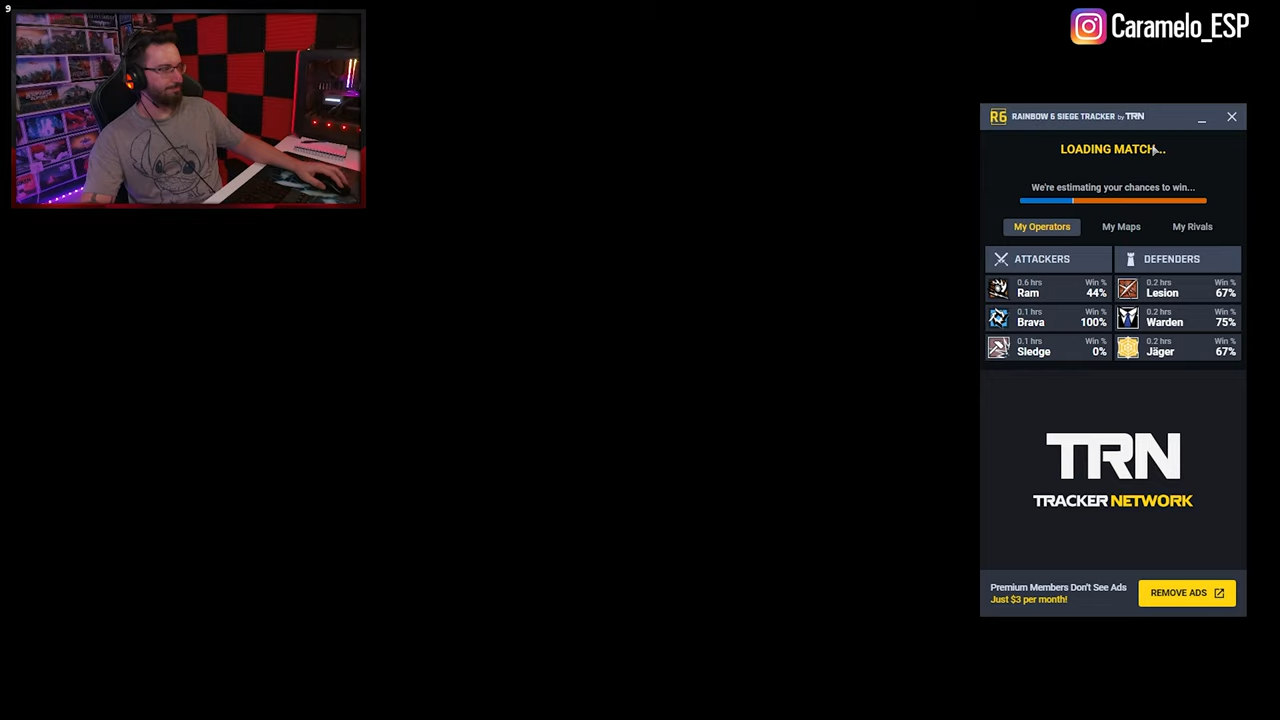 9
Caramelo_ESP
R6 RAINBOW 6 SIEGE TRACKER by TRN
LOADING MATCH...
We're estimating your chances to win...
My Operators My Maps My Rivals
ATTACKERS DEFENDERS
0.6 hrs Win % 0.2 hrs Win %
Ram 44% Lesion 67%
0.1 hrs Win % 0.2 hrs Win %
Brava 100% Warden 75%
0.1 hrs Win % 0.2 hrs Win %
Sledge 0% Jäger 67%
TRN
TRACKER NETWORK
Premium Members Don't See Ads
Just $3 per month!
REMOVE ADS